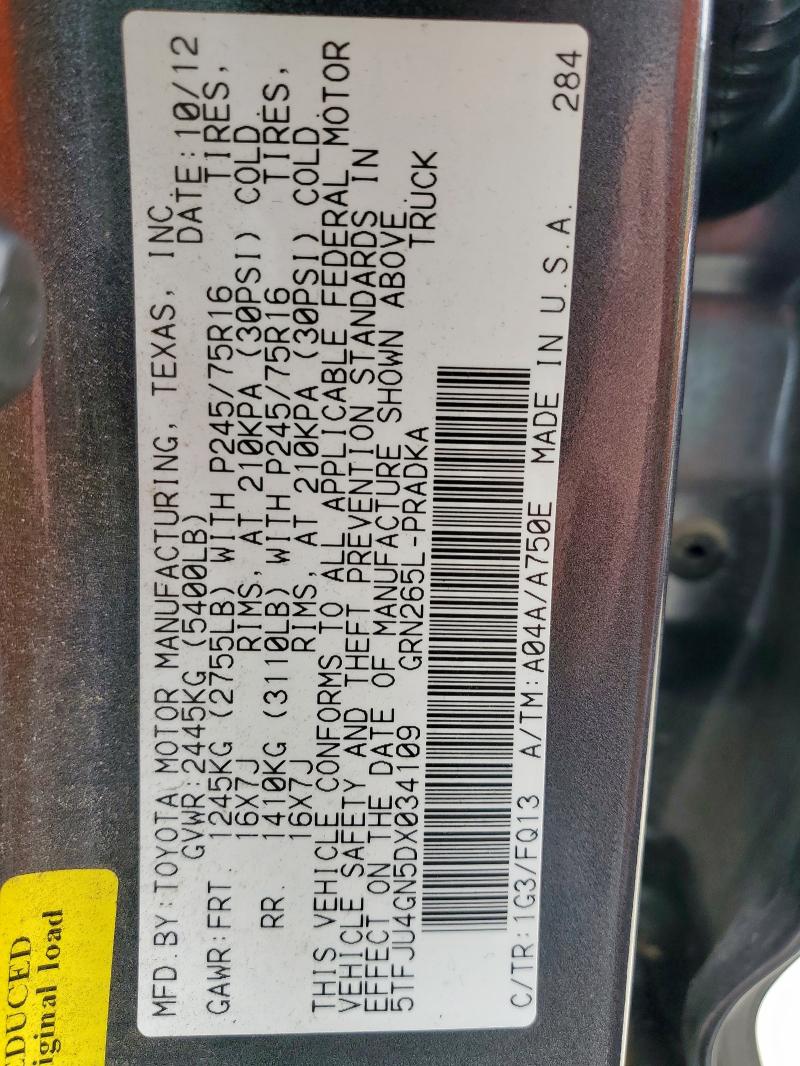 MFD.BY:TOYOTA MOTOR MANUFACTURING, TEXAS, INC.
GVWR:2445KG (5400LB) DATE:10/12
GAWR:FRT. 1245KG (2755LB) WITH P245/75R16 TIRES,
16X7J RIMS, AT 210KPA (30PSI) COLD
RR. 1410KG (3110LB) WITH P245/75R16 TIRES,
16X7J RIMS, AT 210KPA (30PSI) COLD
THIS VEHICLE CONFORMS TO ALL APPLICABLE FEDERAL MOTOR
VEHICLE SAFETY AND THEFT PREVENTION STANDARDS IN
EFFECT ON THE DATE OF MANUFACTURE SHOWN ABOVE.
5TFJU4GN5DX034109 GRN265L-PRADKA TRUCK
C/TR:1G3/FQ13 A/TM:A04A/A750E MADE IN U.S.A. 284
DUCED
iginal load